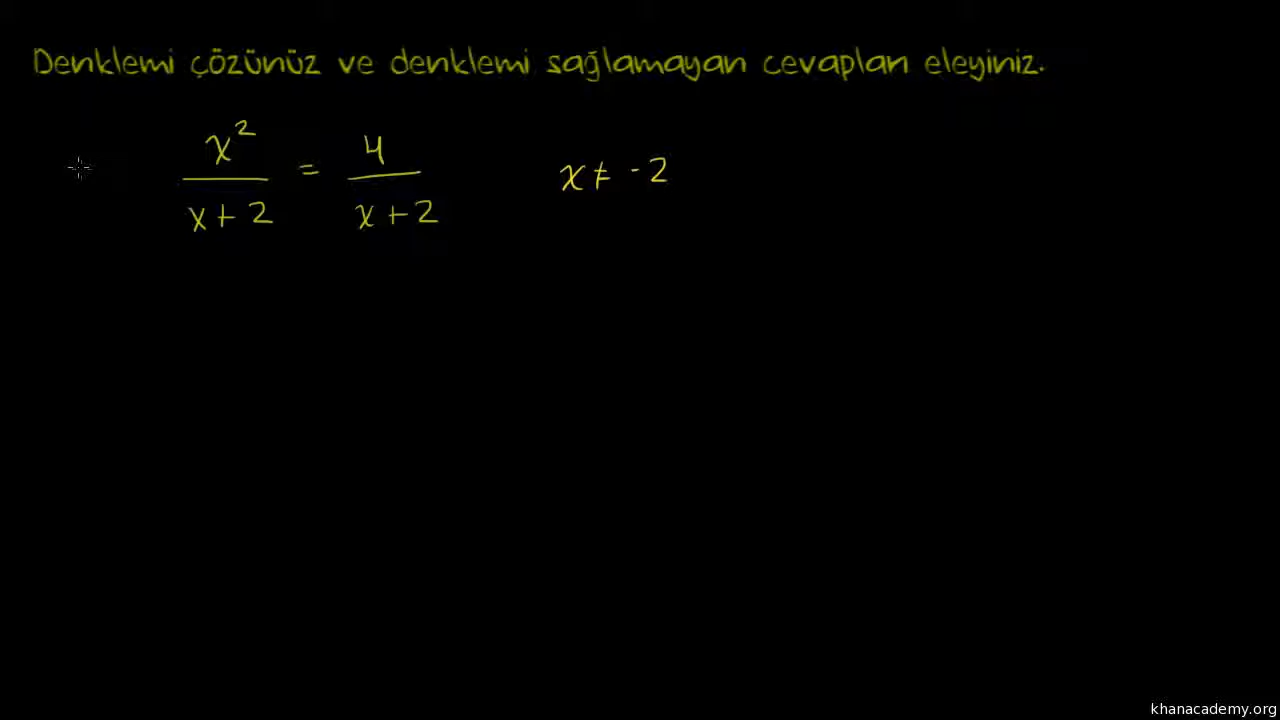 Denklemi çözünüz ve denklemi sağlamayan cevapları eleyiniz.
x² / x + 2 = 4 / x + 2    x ≠ -2
khanacademy.org